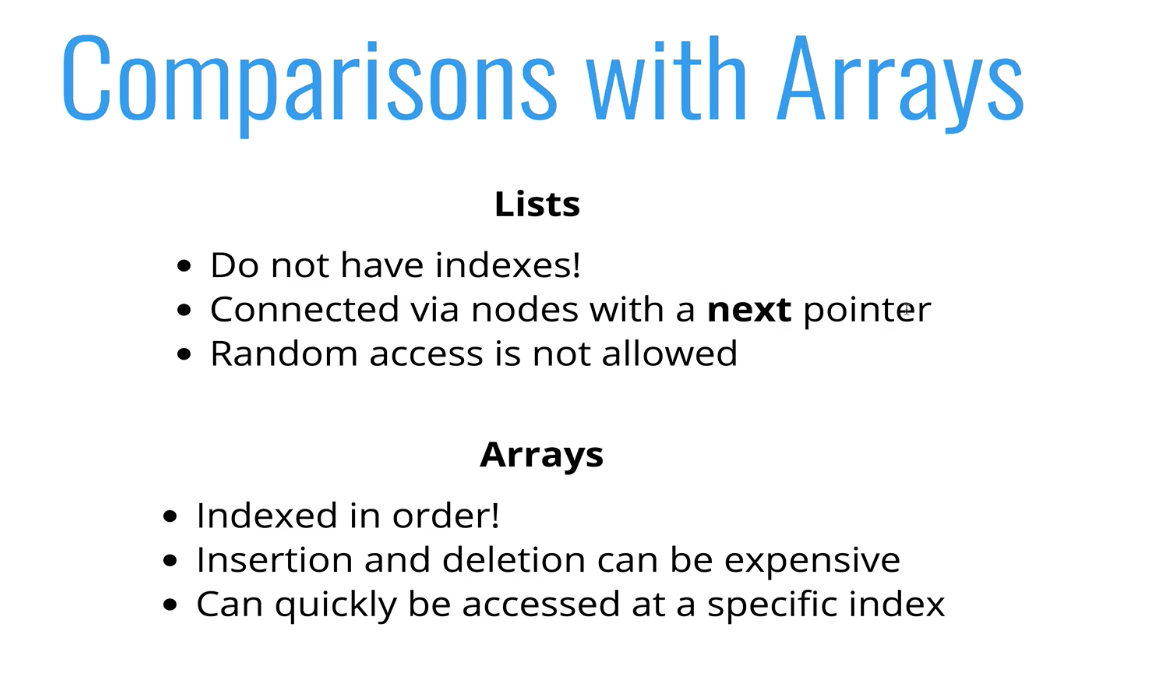 Comparisons with Arrays
Lists
• Do not have indexes!
• Connected via nodes with a next pointer
• Random access is not allowed
Arrays
• Indexed in order!
• Insertion and deletion can be expensive
• Can quickly be accessed at a specific index